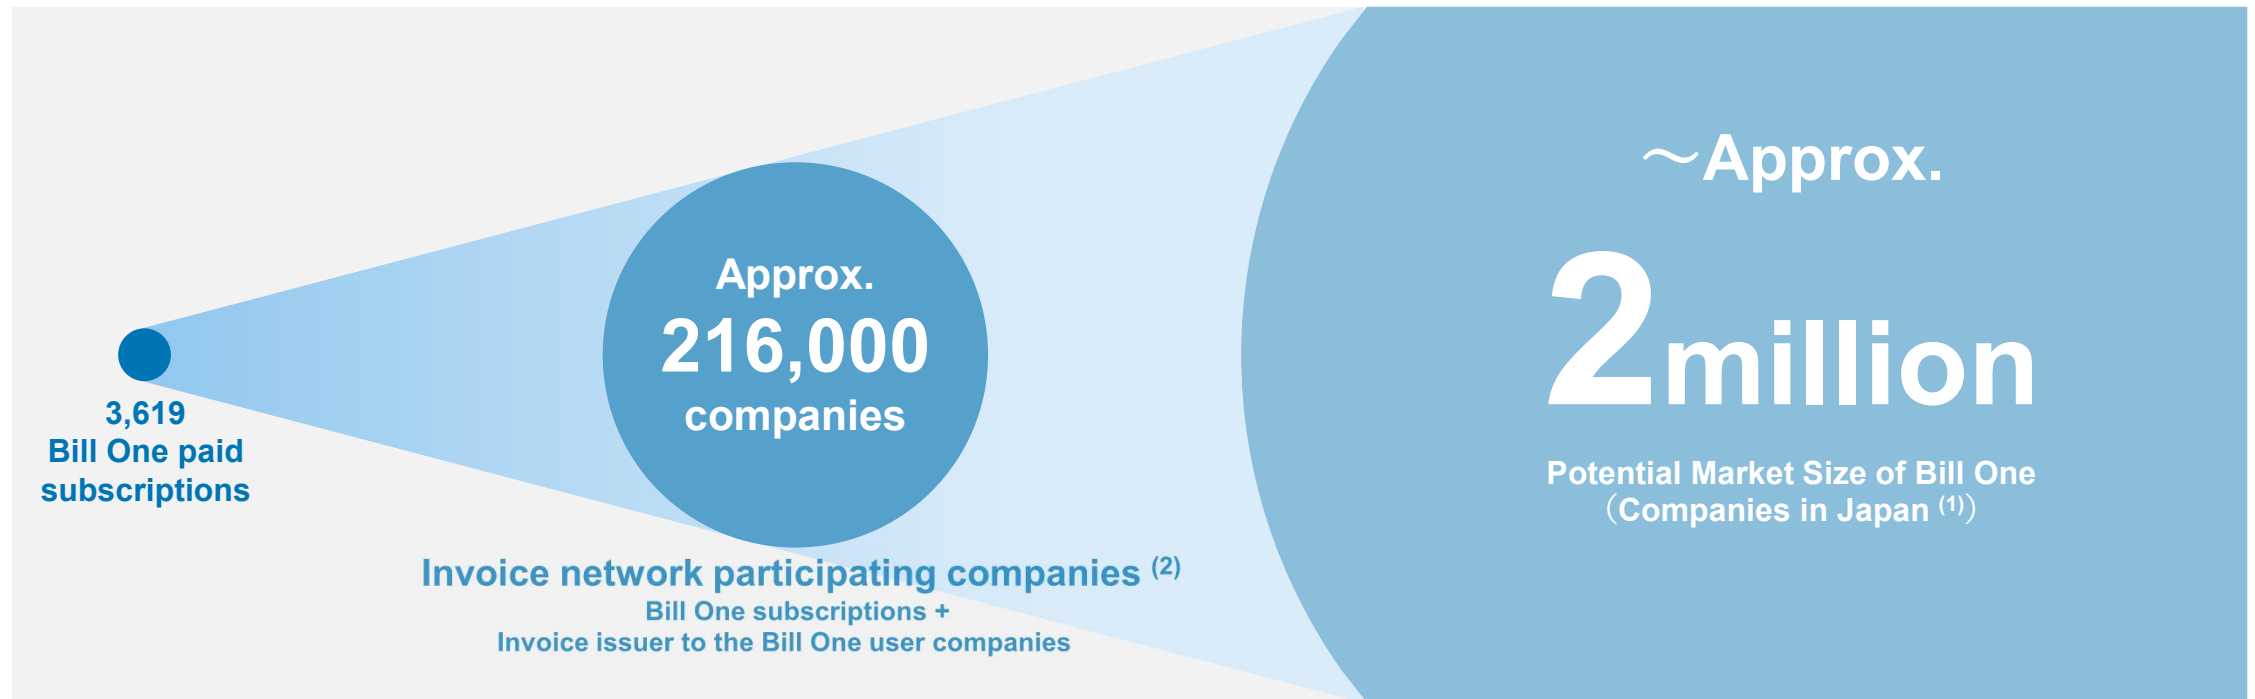 3,619
Bill One paid
subscriptions
Approx.
216,000
companies
Invoice network participating companies (2)
Bill One subscriptions +
Invoice issuer to the Bill One user companies
～Approx.
2million
Potential Market Size of Bill One
（Companies in Japan (1)）